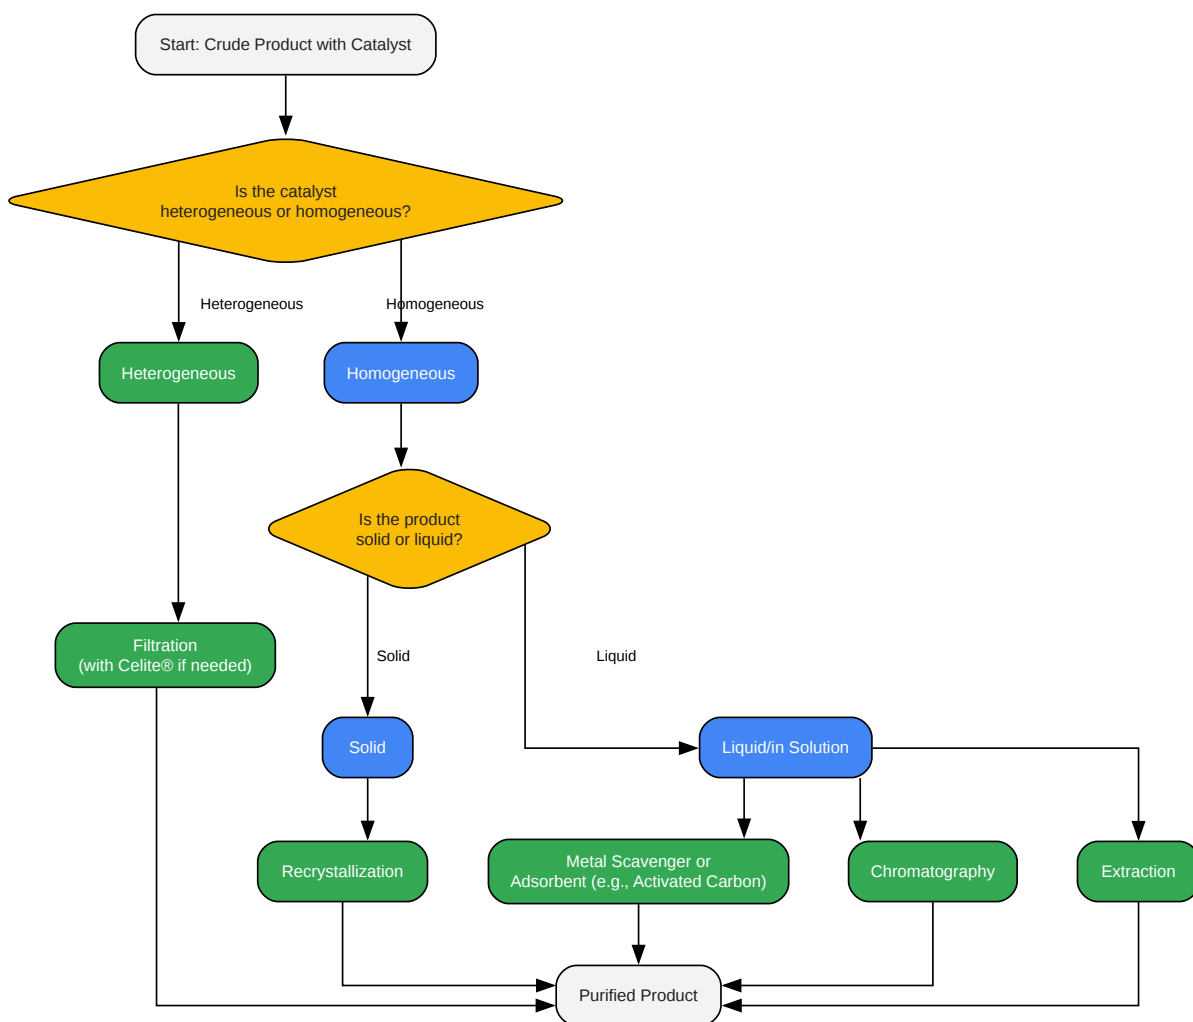 Start: Crude Product with Catalyst
Is the catalyst
heterogeneous or homogeneous?
Heterogeneous
Homogeneous
Heterogeneous
Homogeneous
Is the product
solid or liquid?
Filtration
(with Celite® if needed)
Solid
Liquid
Solid
Liquid/in Solution
Recrystallization
Metal Scavenger or
Adsorbent (e.g., Activated Carbon)
Chromatography
Extraction
Purified Product